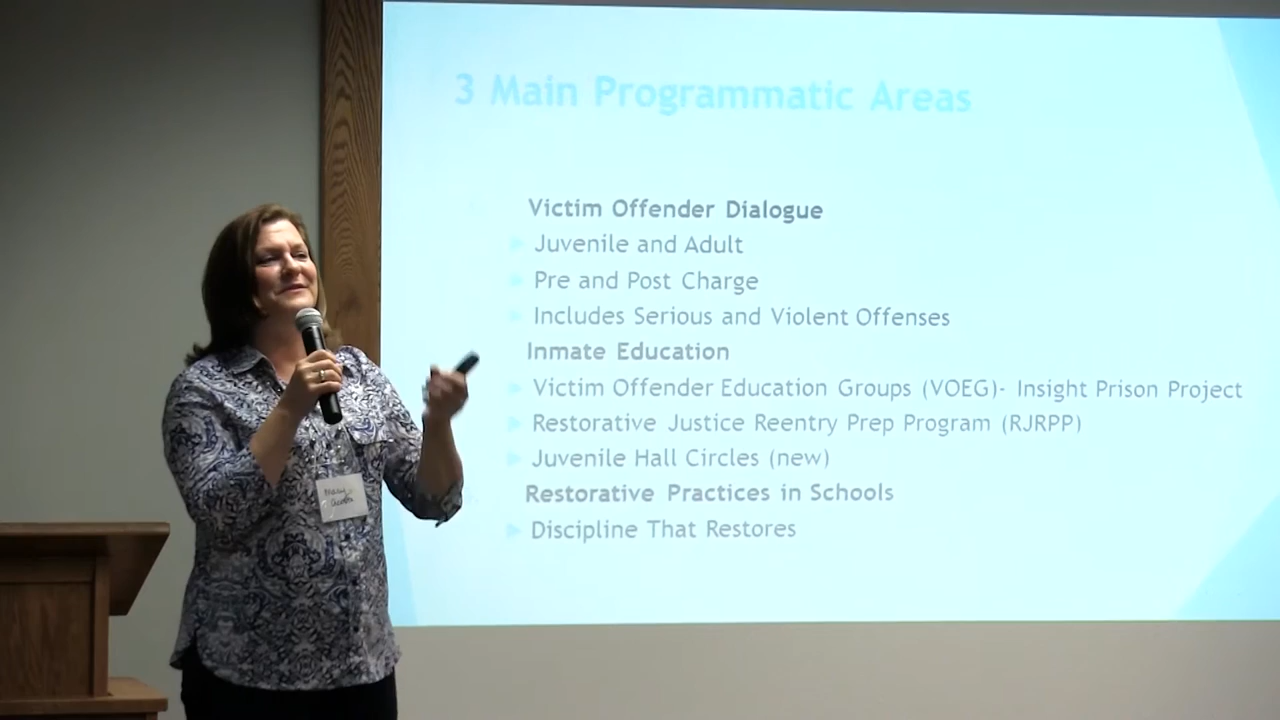 3 Main Programmatic Areas
Victim Offender Dialogue
Juvenile and Adult
Pre and Post Charge
Includes Serious and Violent Offenses
Inmate Education
Victim Offender Education Groups (VOEG)- Insight Prison Project
Restorative Justice Reentry Prep Program (RJRPP)
Juvenile Hall Circles (new)
Restorative Practices in Schools
Discipline That Restores